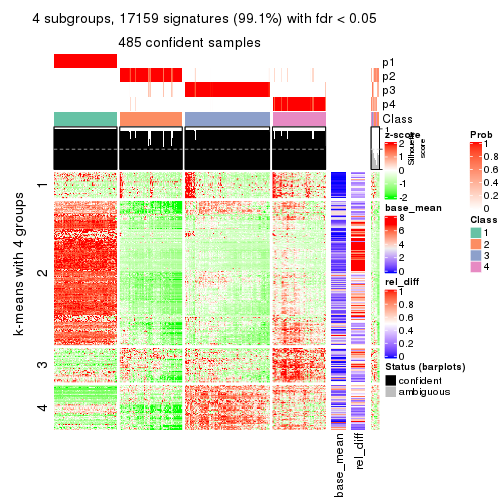 4 subgroups, 17159 signatures (99.1%) with fdr < 0.05
485 confident samples
p1
p2
p3
p4
Class
1
0.5
0
Silhouette
score
k-means with 4 groups
1
2
3
4
base_mean
rel_diff
z-score
2
1
0
-1
-2
base_mean
8
6
4
2
0
rel_diff
1
0.8
0.6
0.4
0.2
0
Status (barplots)
confident
ambiguous
Prob
1
0.8
0.6
0.4
0.2
0
Class
1
2
3
4